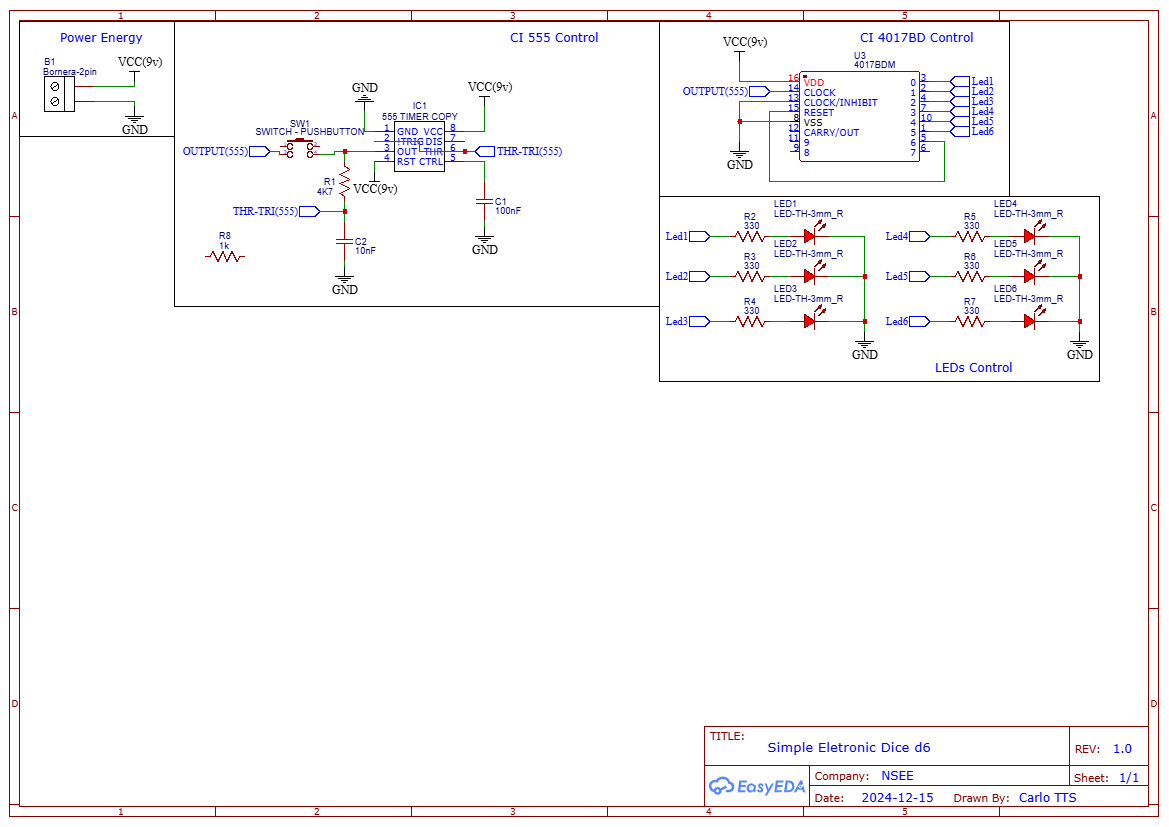 1 2 3 4 5
Power Energy
B1
Bornera-2pin
VCC(9v)
GND
CI 555 Control
GND
VCC(9v)
IC1
555 TIMER COPY
SW1
SWITCH - PUSHBUTTON
OUTPUT(555)
1 GND VCC 8
2 !TRIG DIS 7
3 OUT THR 6
4 RST CTRL 5
THR-TRI(555)
R1
4K7
VCC(9v)
THR-TRI(555)
C1
100nF
GND
R8
1k
C2
10nF
GND
CI 4017BD Control
VCC(9v)
U3
4017BDM
OUTPUT(555)
16 VDD 0 3 Led1
14 CLOCK 1 2 Led2
13 CLOCK/INHIBIT 2 4 Led3
15 RESET 3 7 Led4
8 VSS 4 10 Led5
12 CARRY/OUT 5 1 Led6
11 9 6 5
9 8 7 6
GND
LED1
LED-TH-3mm_R
R2
330
Led1
LED2
LED-TH-3mm_R
R3
330
Led2
LED3
LED-TH-3mm_R
R4
330
Led3
GND
LED4
LED-TH-3mm_R
R5
330
Led4
LED5
LED-TH-3mm_R
R6
330
Led5
LED6
LED-TH-3mm_R
R7
330
Led6
GND
LEDs Control
A A
B B
C C
D D
TITLE:
Simple Eletronic Dice d6
REV: 1.0
EasyEDA
Company: NSEE
Sheet: 1/1
Date: 2024-12-15 Drawn By: Carlo TTS
1 2 3 4 5